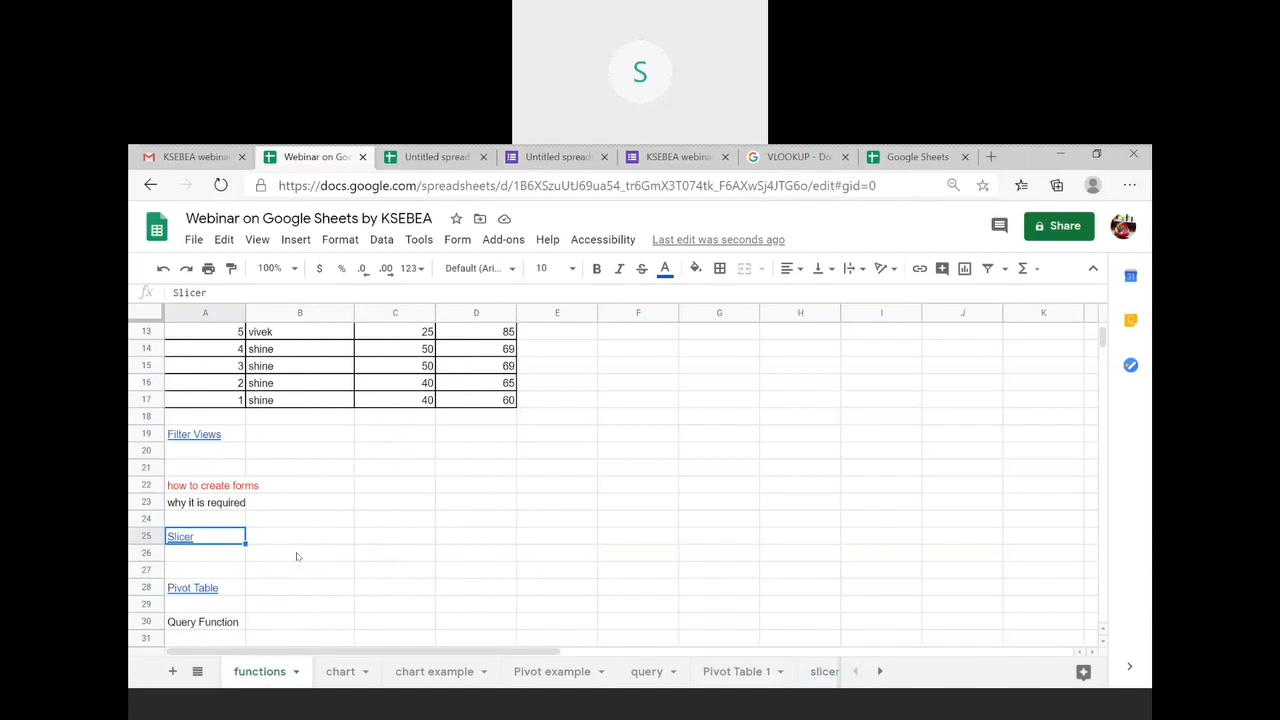 S
KSEBEA webina
Webinar on Goo
Untitled spread
Untitled spread
KSEBEA webina
VLOOKUP - Do
Google Sheets
https://docs.google.com/spreadsheets/d/1B6XSzuUtJ69ua54_tr6GmX3T074tk_F6AXwSj4JTG6o/edit#gid=0
Webinar on Google Sheets by KSEBEA
Share
File Edit View Insert Format Data Tools Form Add-ons Help Accessibility Last edit was seconds ago
100% $ % .0 .00 123 Default (Ari... 10 B I S A Σ
fx Slicer
A B C D E F G H I J K
13 5 vivek 25 85
14 4 shine 50 69
15 3 shine 50 69
16 2 shine 40 65
17 1 shine 40 60
18
19 Filter Views
20
21
22 how to create forms
23 why it is required
24
25 Slicer
26
27
28 Pivot Table
29
30 Query Function
31
functions chart chart example Pivot example query Pivot Table 1 slicer
31